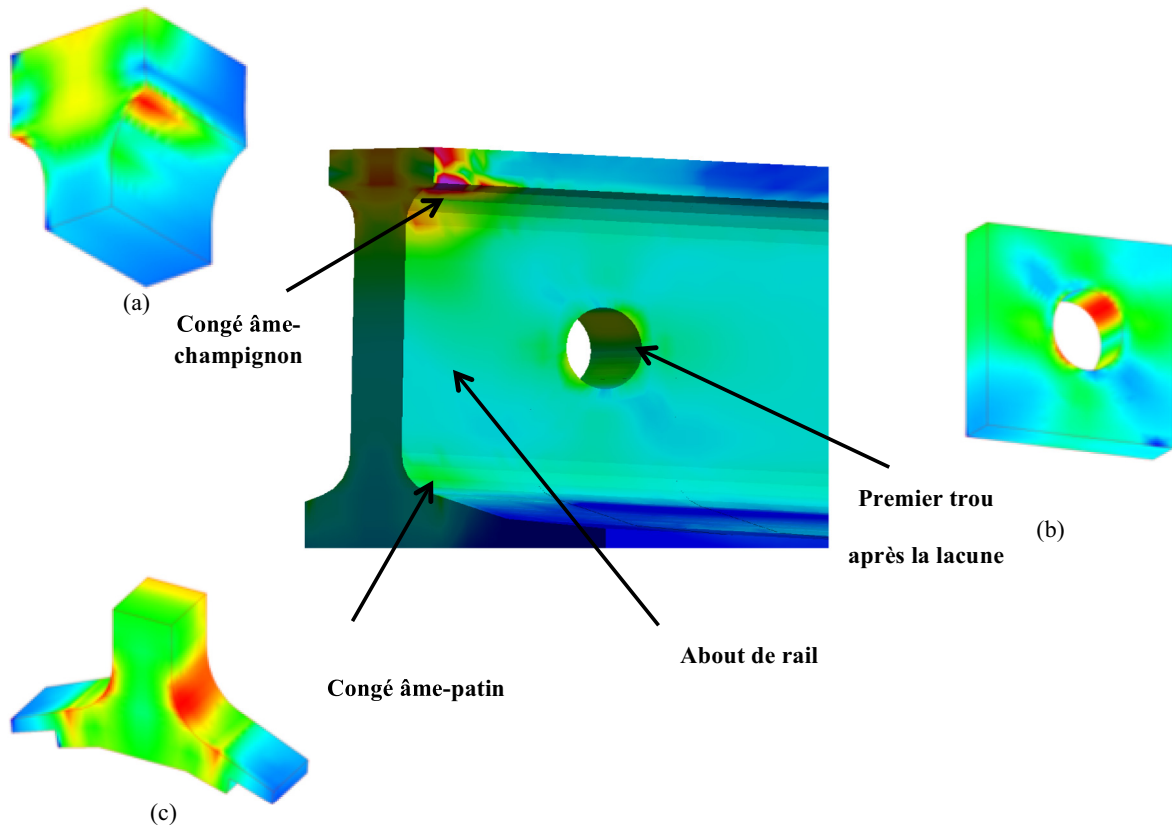 (a)
Congé âme-
champignon
Premier trou
après la lacune
(b)
About de rail
Congé âme-patin
(c)